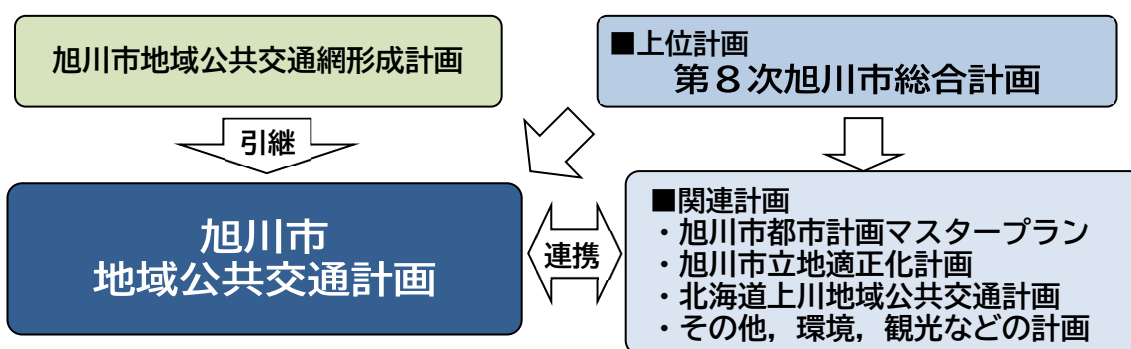 旭川市地域公共交通網形成計画
■上位計画
第８次旭川市総合計画
引継
旭川市
地域公共交通計画
連携
■関連計画
・旭川市都市計画マスタープラン
・旭川市立地適正化計画
・北海道上川地域公共交通計画
・その他，環境，観光などの計画